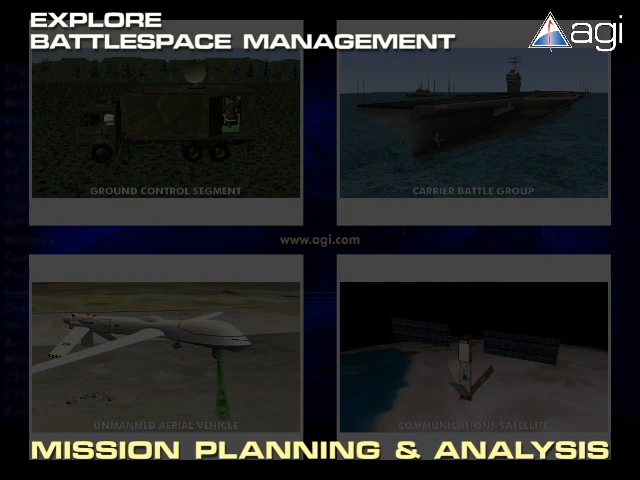 EXPLORE
BATTLESPACE MANAGEMENT
agi
GROUND CONTROL SEGMENT
CARRIER BATTLE GROUP
www.agi.com
UNMANNED AERIAL VEHICLE
COMMUNICATIONS SATELLITE
MISSION PLANNING & ANALYSIS